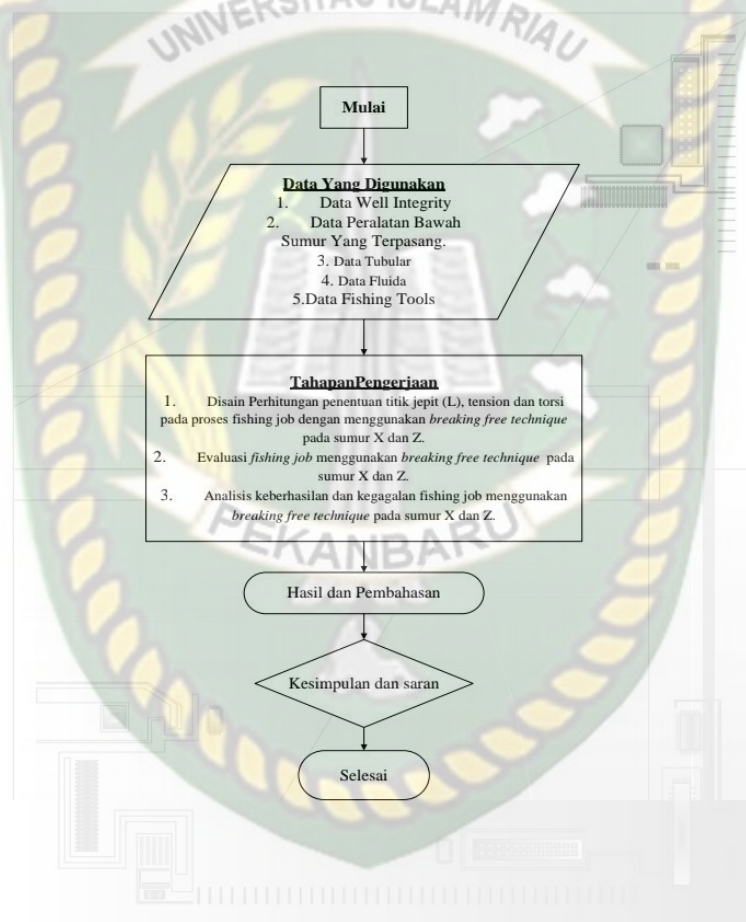 UNIVERSITAS ISLAM RIAU
Mulai
Data Yang Digunakan
1. Data Well Integrity
2. Data Peralatan Bawah
Sumur Yang Terpasang.
3. Data Tubular
4. Data Fluida
5.Data Fishing Tools
TahapanPengerjaan
1. Disain Perhitungan penentuan titik jepit (L), tension dan torsi
pada proses fishing job dengan menggunakan breaking free technique
pada sumur X dan Z.
2. Evaluasi fishing job menggunakan breaking free technique pada
sumur X dan Z.
3. Analisis keberhasilan dan kegagalan fishing job menggunakan
breaking free technique pada sumur X dan Z.
PEKANBARU
Hasil dan Pembahasan
Kesimpulan dan saran
Selesai